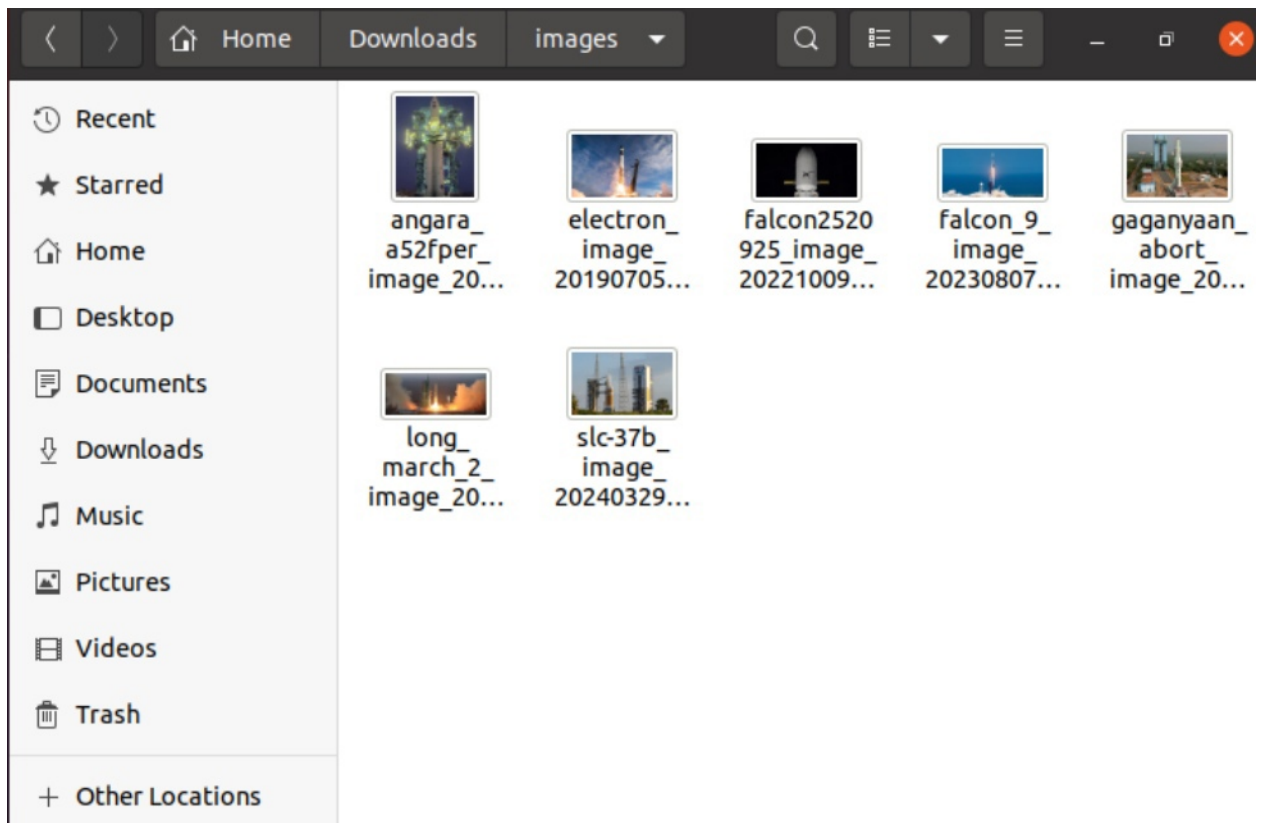 Home Downloads images
Recent
Starred
Home
Desktop
Documents
Downloads
Music
Pictures
Videos
Trash
Other Locations
angara_
a52fper_
image_20...
electron_
image_
20190705...
falcon2520
925_image_
20221009...
falcon_9_
image_
20230807...
gaganyaan_
abort_
image_20...
long_
march_2_
image_20...
slc-37b_
image_
20240329...